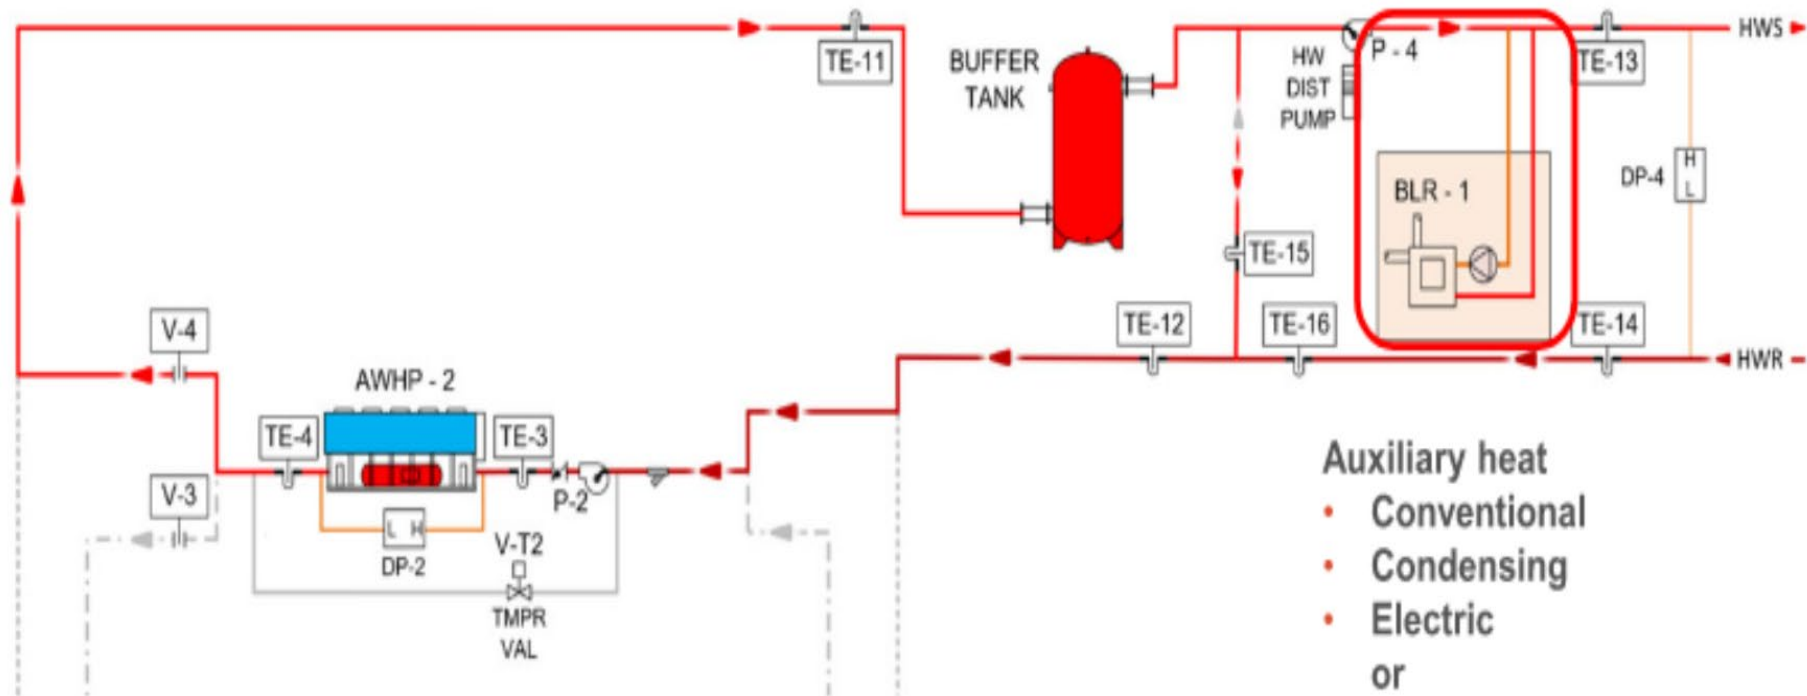 HWS
TE-11
BUFFER
TANK
HW
DIST
PUMP
P - 4
TE-13
DP-4
H
L
BLR - 1
TE-15
TE-12
TE-16
TE-14
HWR
V-4
AWHP - 2
TE-4
TE-3
P-2
V-3
L H
DP-2
V-T2
TMPR
VAL
Auxiliary heat
• Conventional
• Condensing
• Electric
or